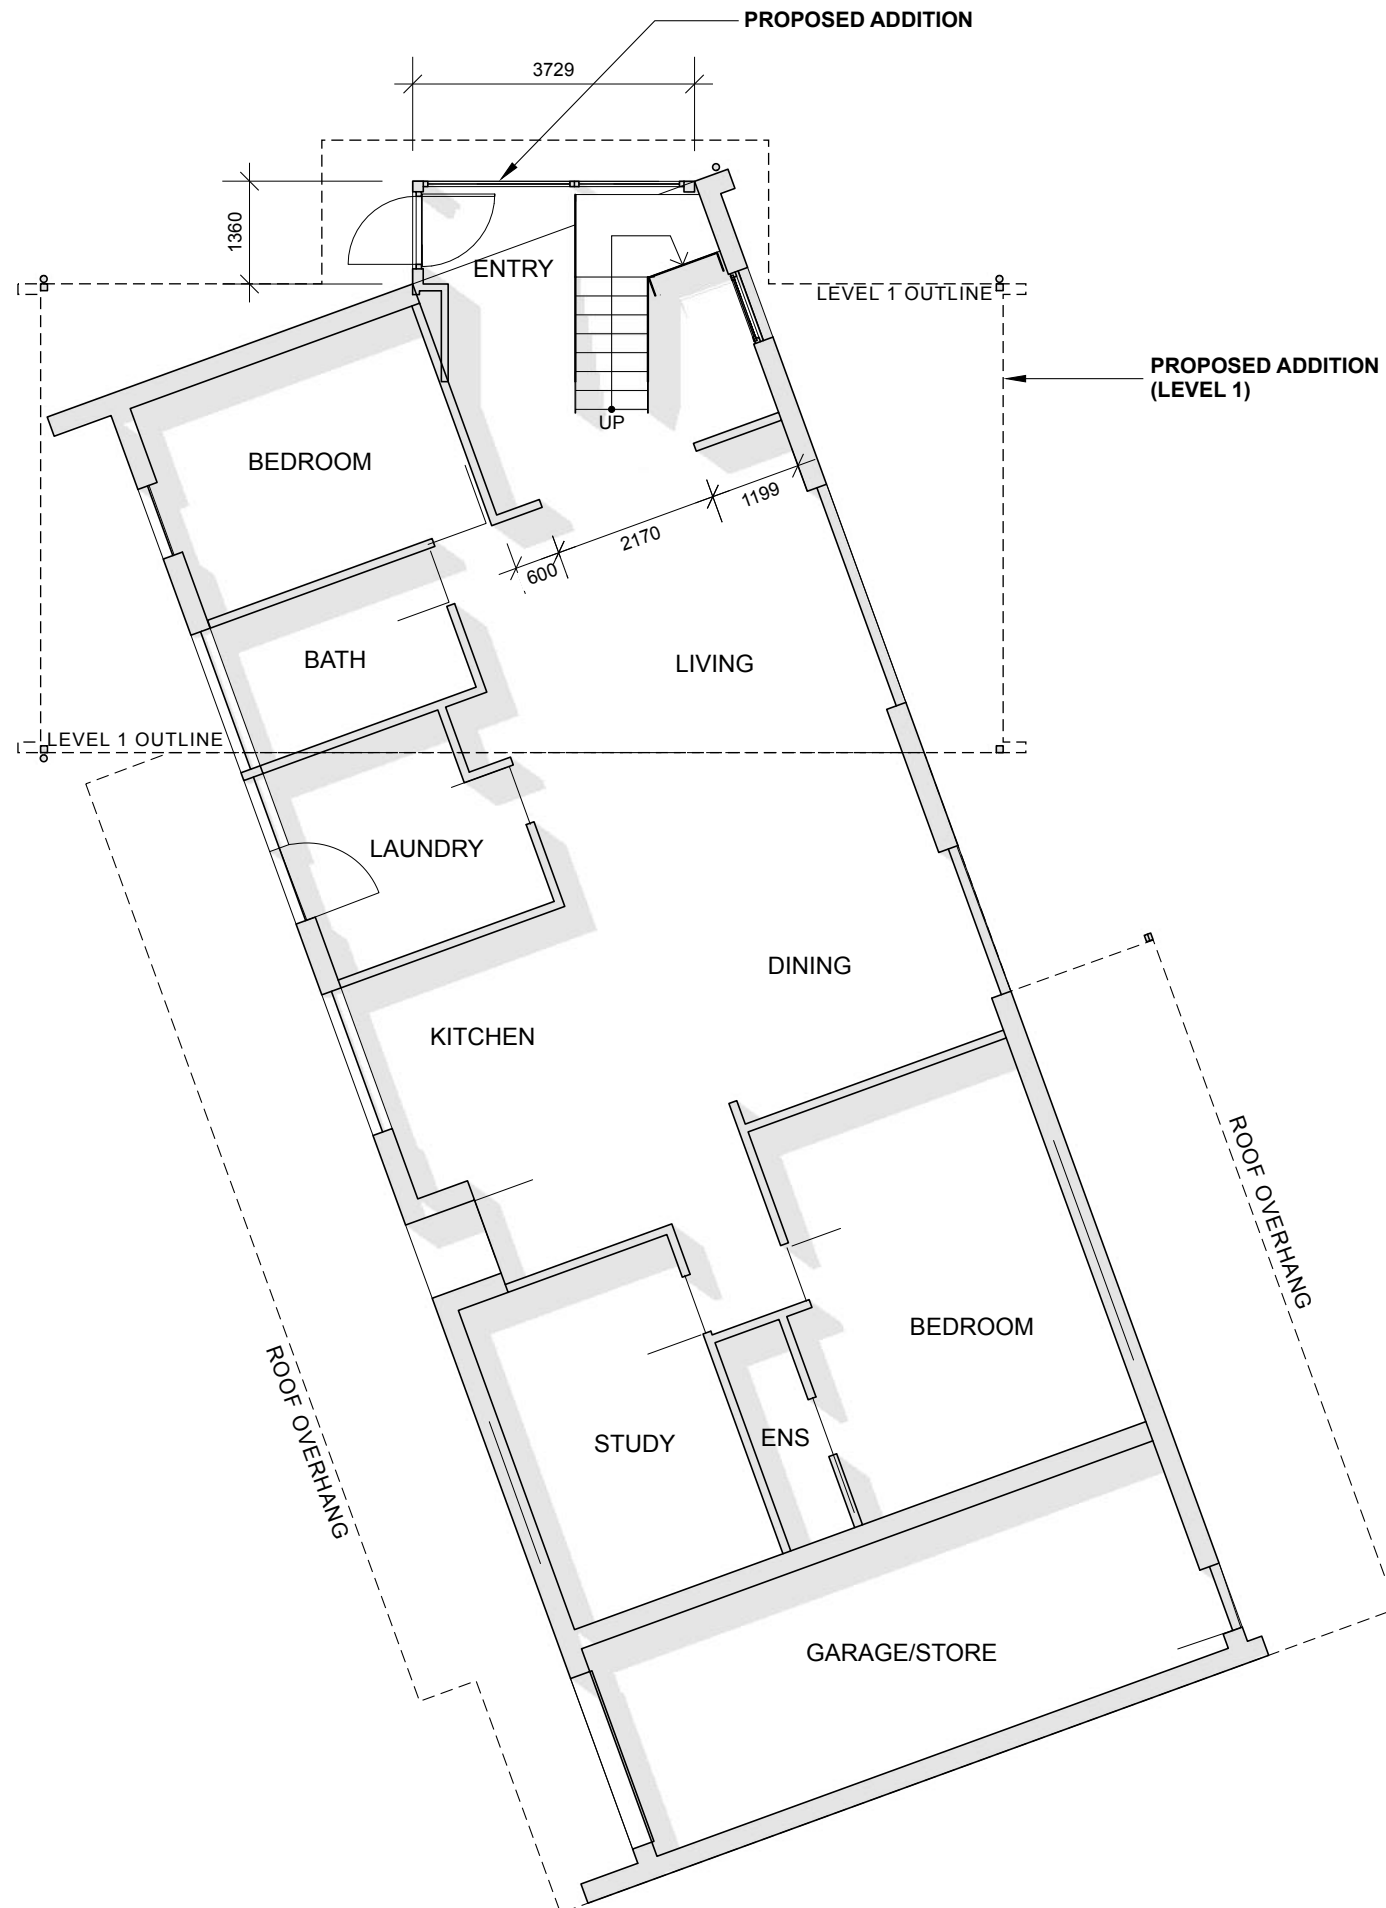 PROPOSED ADDITION
3729
1360
ENTRY
LEVEL 1 OUTLINE
PROPOSED ADDITION
(LEVEL 1)
UP
BEDROOM
1199
2170
600
BATH
LIVING
LEVEL 1 OUTLINE
LAUNDRY
DINING
KITCHEN
ROOF OVERHANG
BEDROOM
ROOF OVERHANG
STUDY
ENS
GARAGE/STORE